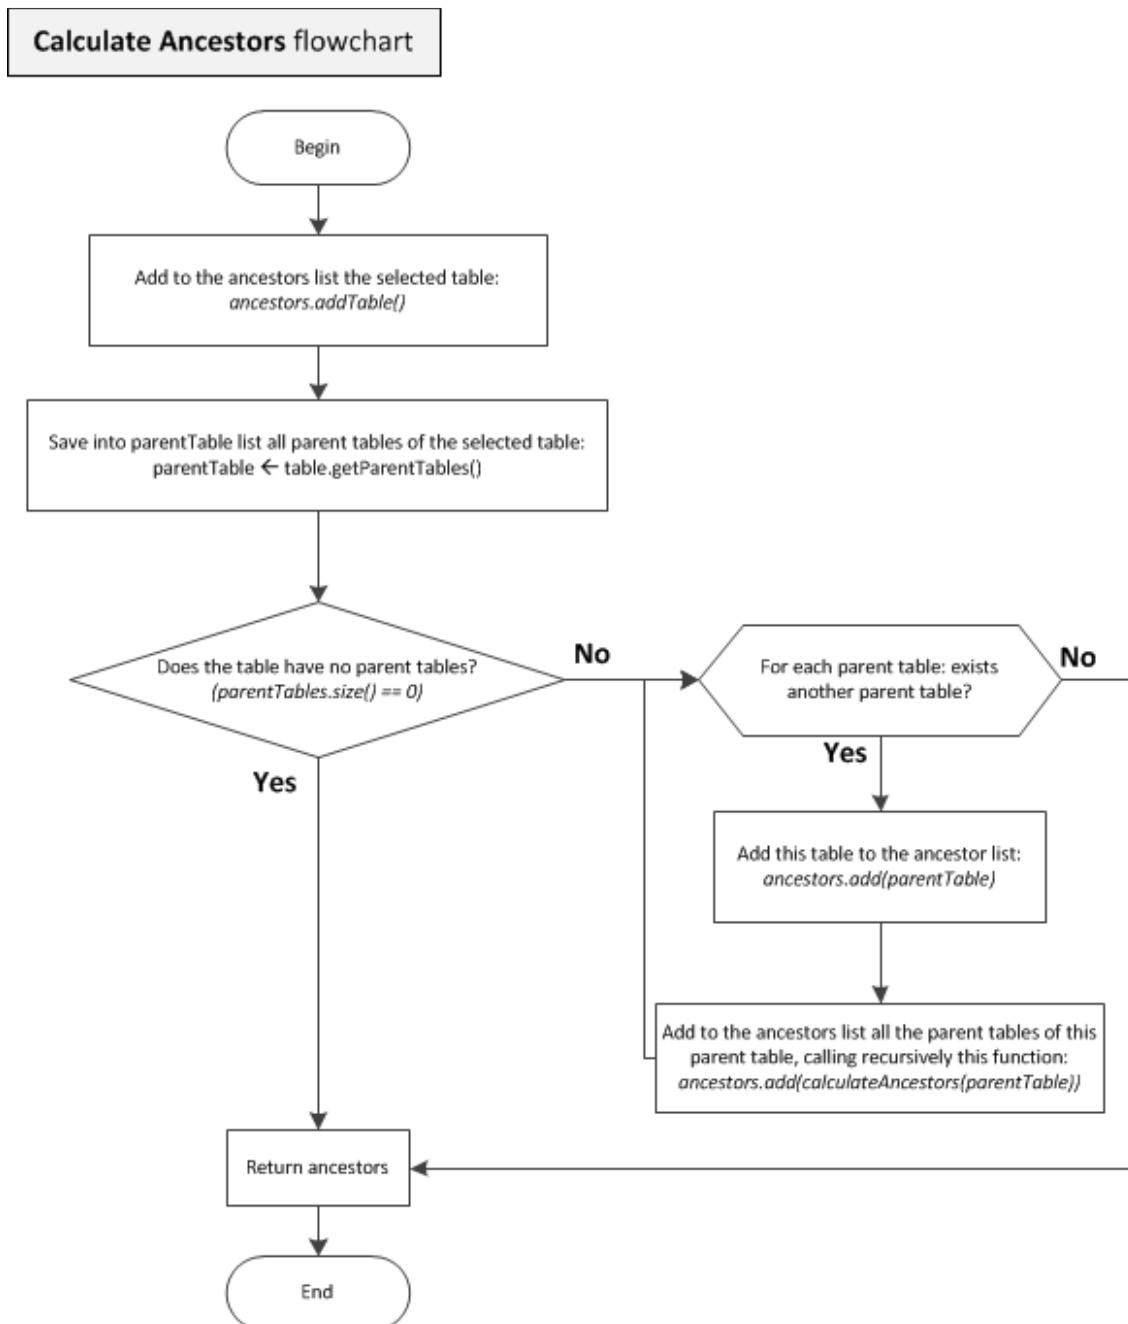 Calculate Ancestors flowchart
Begin
Add to the ancestors list the selected table:
ancestors.addTable()
Save into parentTable list all parent tables of the selected table:
parentTable ← table.getParentTables()
Does the table have no parent tables?
(parentTables.size() == 0)
No
For each parent table: exists
another parent table?
No
Yes
Yes
Add this table to the ancestor list:
ancestors.add(parentTable)
Add to the ancestors list all the parent tables of this
parent table, calling recursively this function:
ancestors.add(calculateAncestors(parentTable))
Return ancestors
End